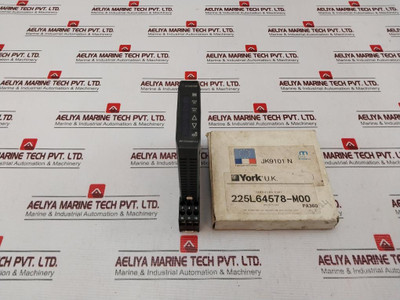 AELIYA MARINE TECH PVT. LTD.
Marine & Industrial Automation & Machinery
JK9101 N
York U.K.
225L64578-M00